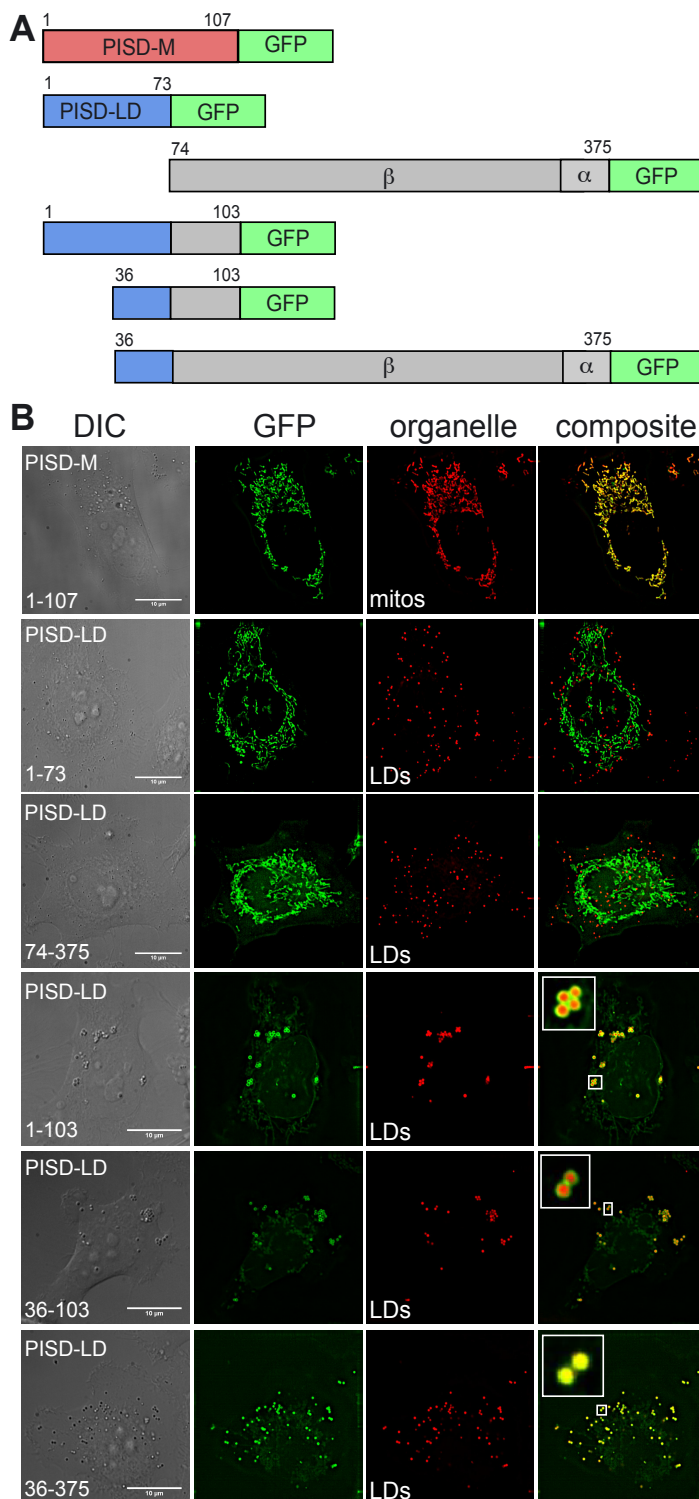 A
1 107
PISD-M GFP
1 73
PISD-LD GFP
74 375
β α GFP
1 103
GFP
36 103
GFP
36 375
β α GFP
B
DIC GFP organelle composite
PISD-M
1-107 10 µm mitos
PISD-LD
1-73 10 µm LDs
PISD-LD
74-375 10 µm LDs
PISD-LD
1-103 10 µm LDs
PISD-LD
36-103 10 µm LDs
PISD-LD
36-375 10 µm LDs